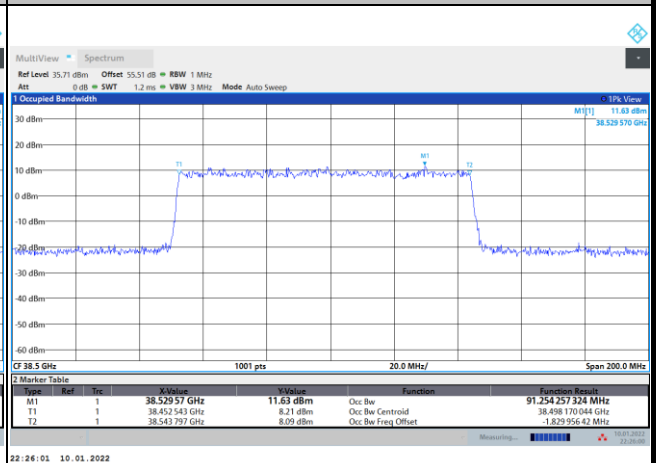 MultiView Spectrum
Ref Level 35.71 dBm Offset 55.51 dB RBW 1 MHz
Att 0 dB SWT 1.2 ms VBW 3 MHz Mode Auto Sweep
1 Occupied Bandwidth 1Pk View
M1[1] 11.63 dBm
38.529 570 GHz
30 dBm
20 dBm
M1
T1 T2
10 dBm
0 dBm
-10 dBm
-20 dBm
-30 dBm
-40 dBm
-50 dBm
-60 dBm
CF 38.5 GHz 1001 pts 20.0 MHz/ Span 200.0 MHz
2 Marker Table
Type Ref Trc X-Value Y-Value Function Function Result
M1 1 38.52957 GHz 11.63 dBm Occ Bw 91.254 257 324 MHz
T1 1 38.452 543 GHz 8.21 dBm Occ Bw Centroid 38.498 170 044 GHz
T2 1 38.543 797 GHz 8.09 dBm Occ Bw Freq Offset -1.829 956 42 MHz
Measuring... 10.01.2022
22:26:00
22:26:01 10.01.2022